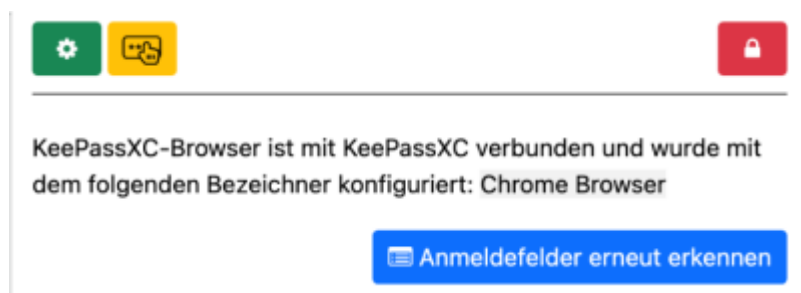 KeePassXC-Browser ist mit KeePassXC verbunden und wurde mit
dem folgenden Bezeichner konfiguriert: Chrome Browser
Anmeldefelder erneut erkennen